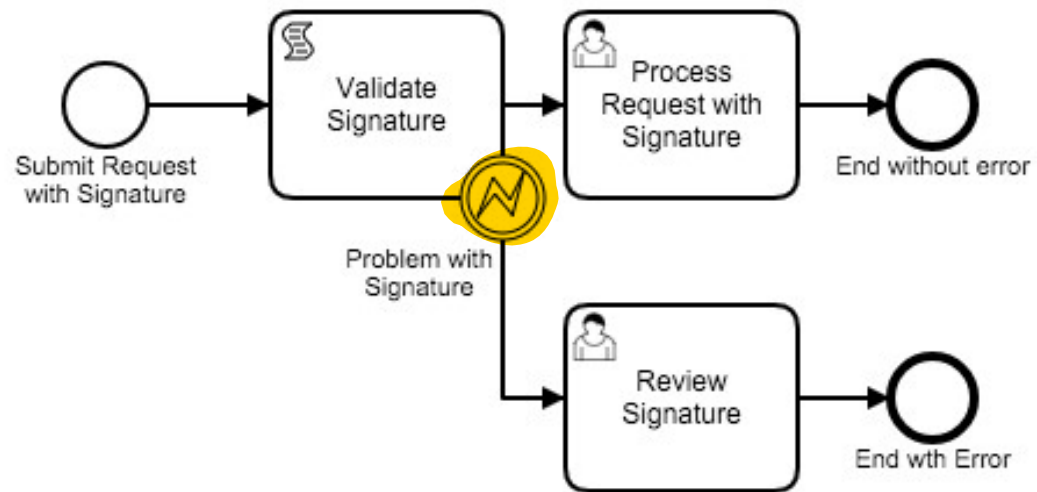 Submit Request
with Signature
Validate
Signature
Process
Request with
Signature
End without error
Problem with
Signature
Review
Signature
End wth Error